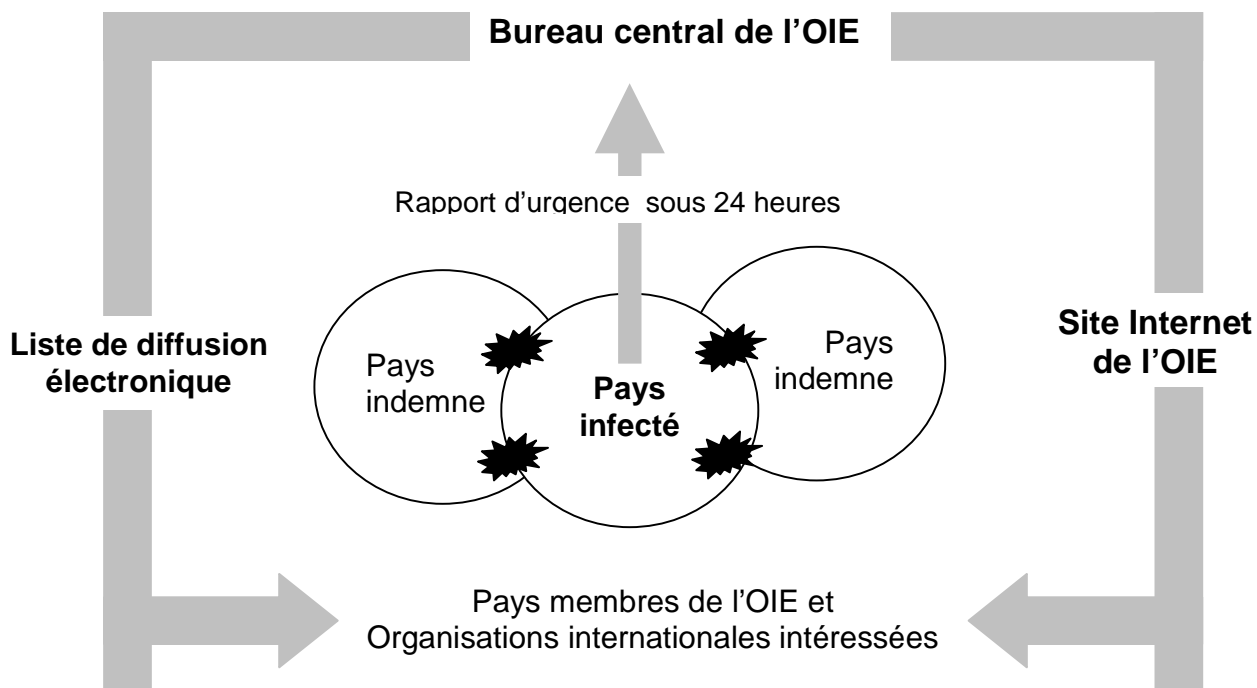 Bureau central de l’OIE
Rapport d’urgence sous 24 heures
Liste de diffusion
électronique
Pays
indemne
Pays
infecté
Pays
indemne
Site Internet
de l’OIE
Pays membres de l’OIE et
Organisations internationales intéressées